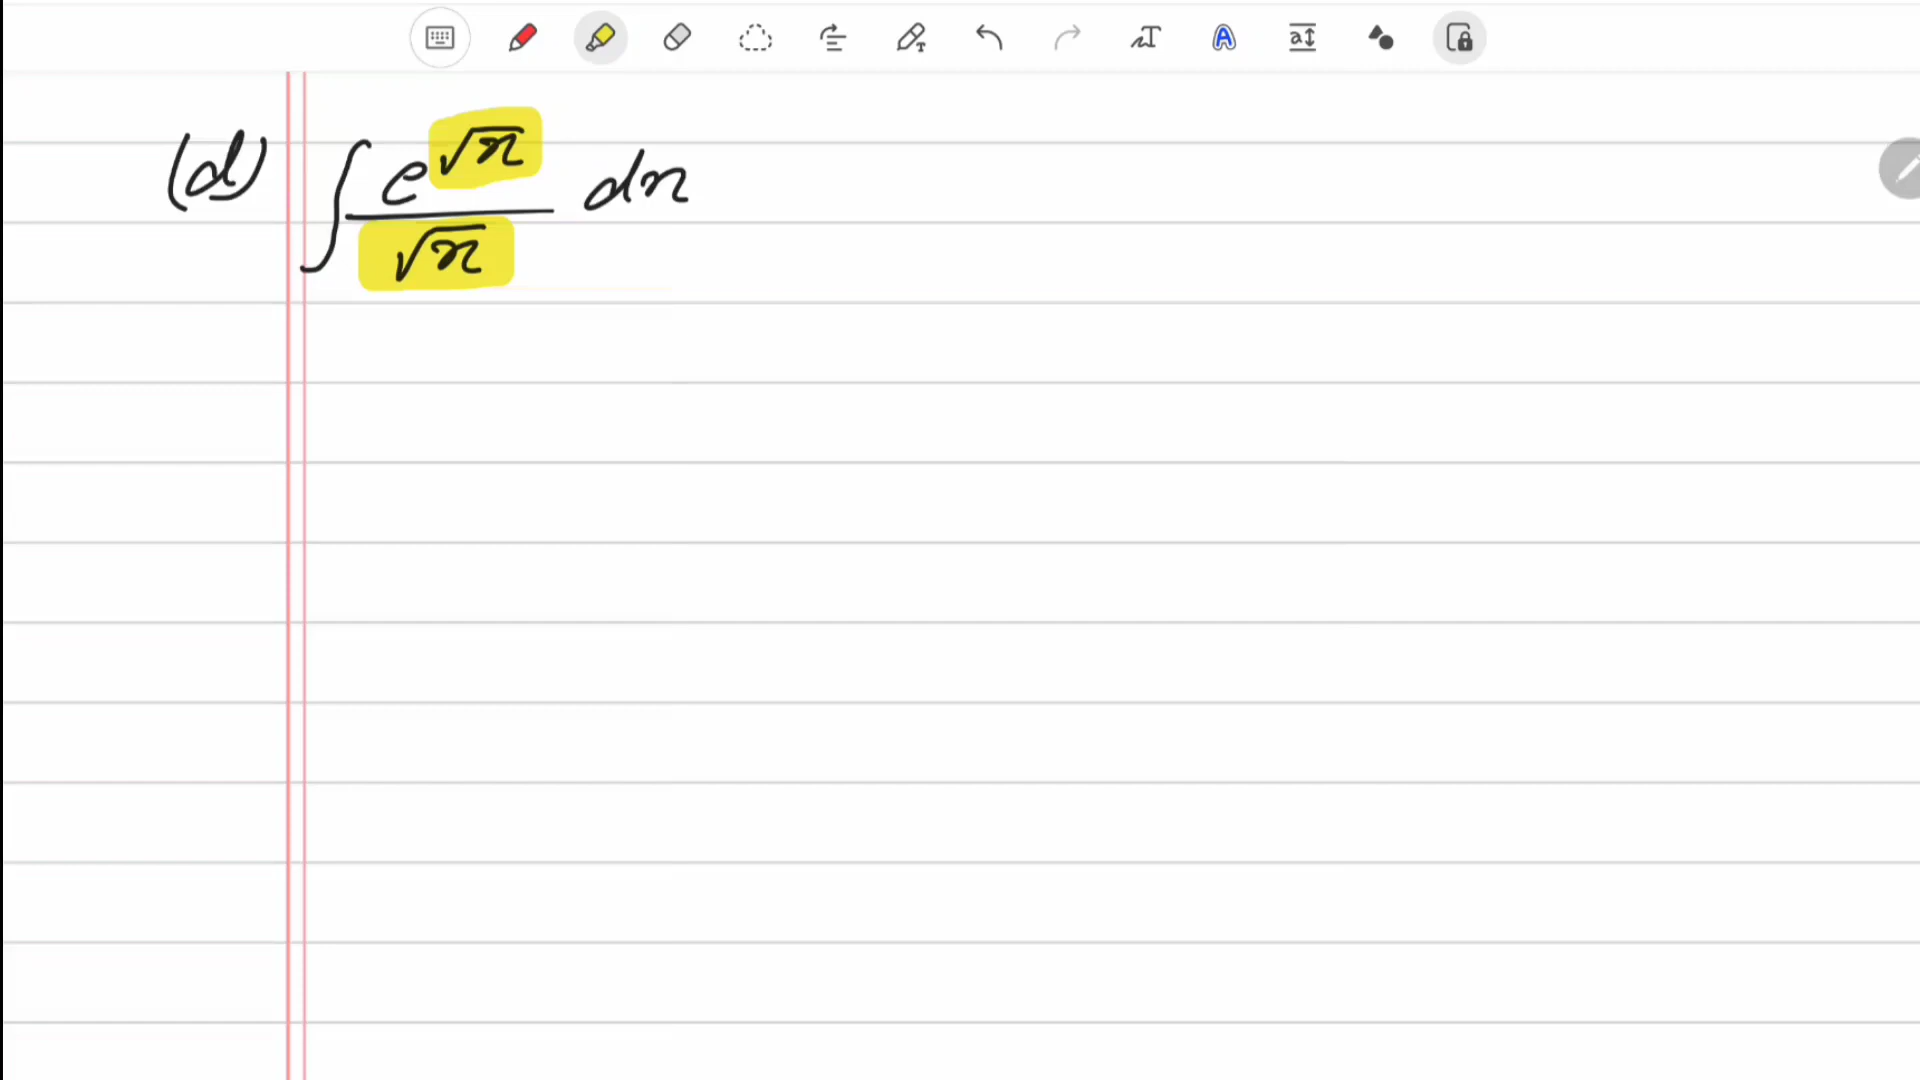 (d) ∫ e^√x / √x dx